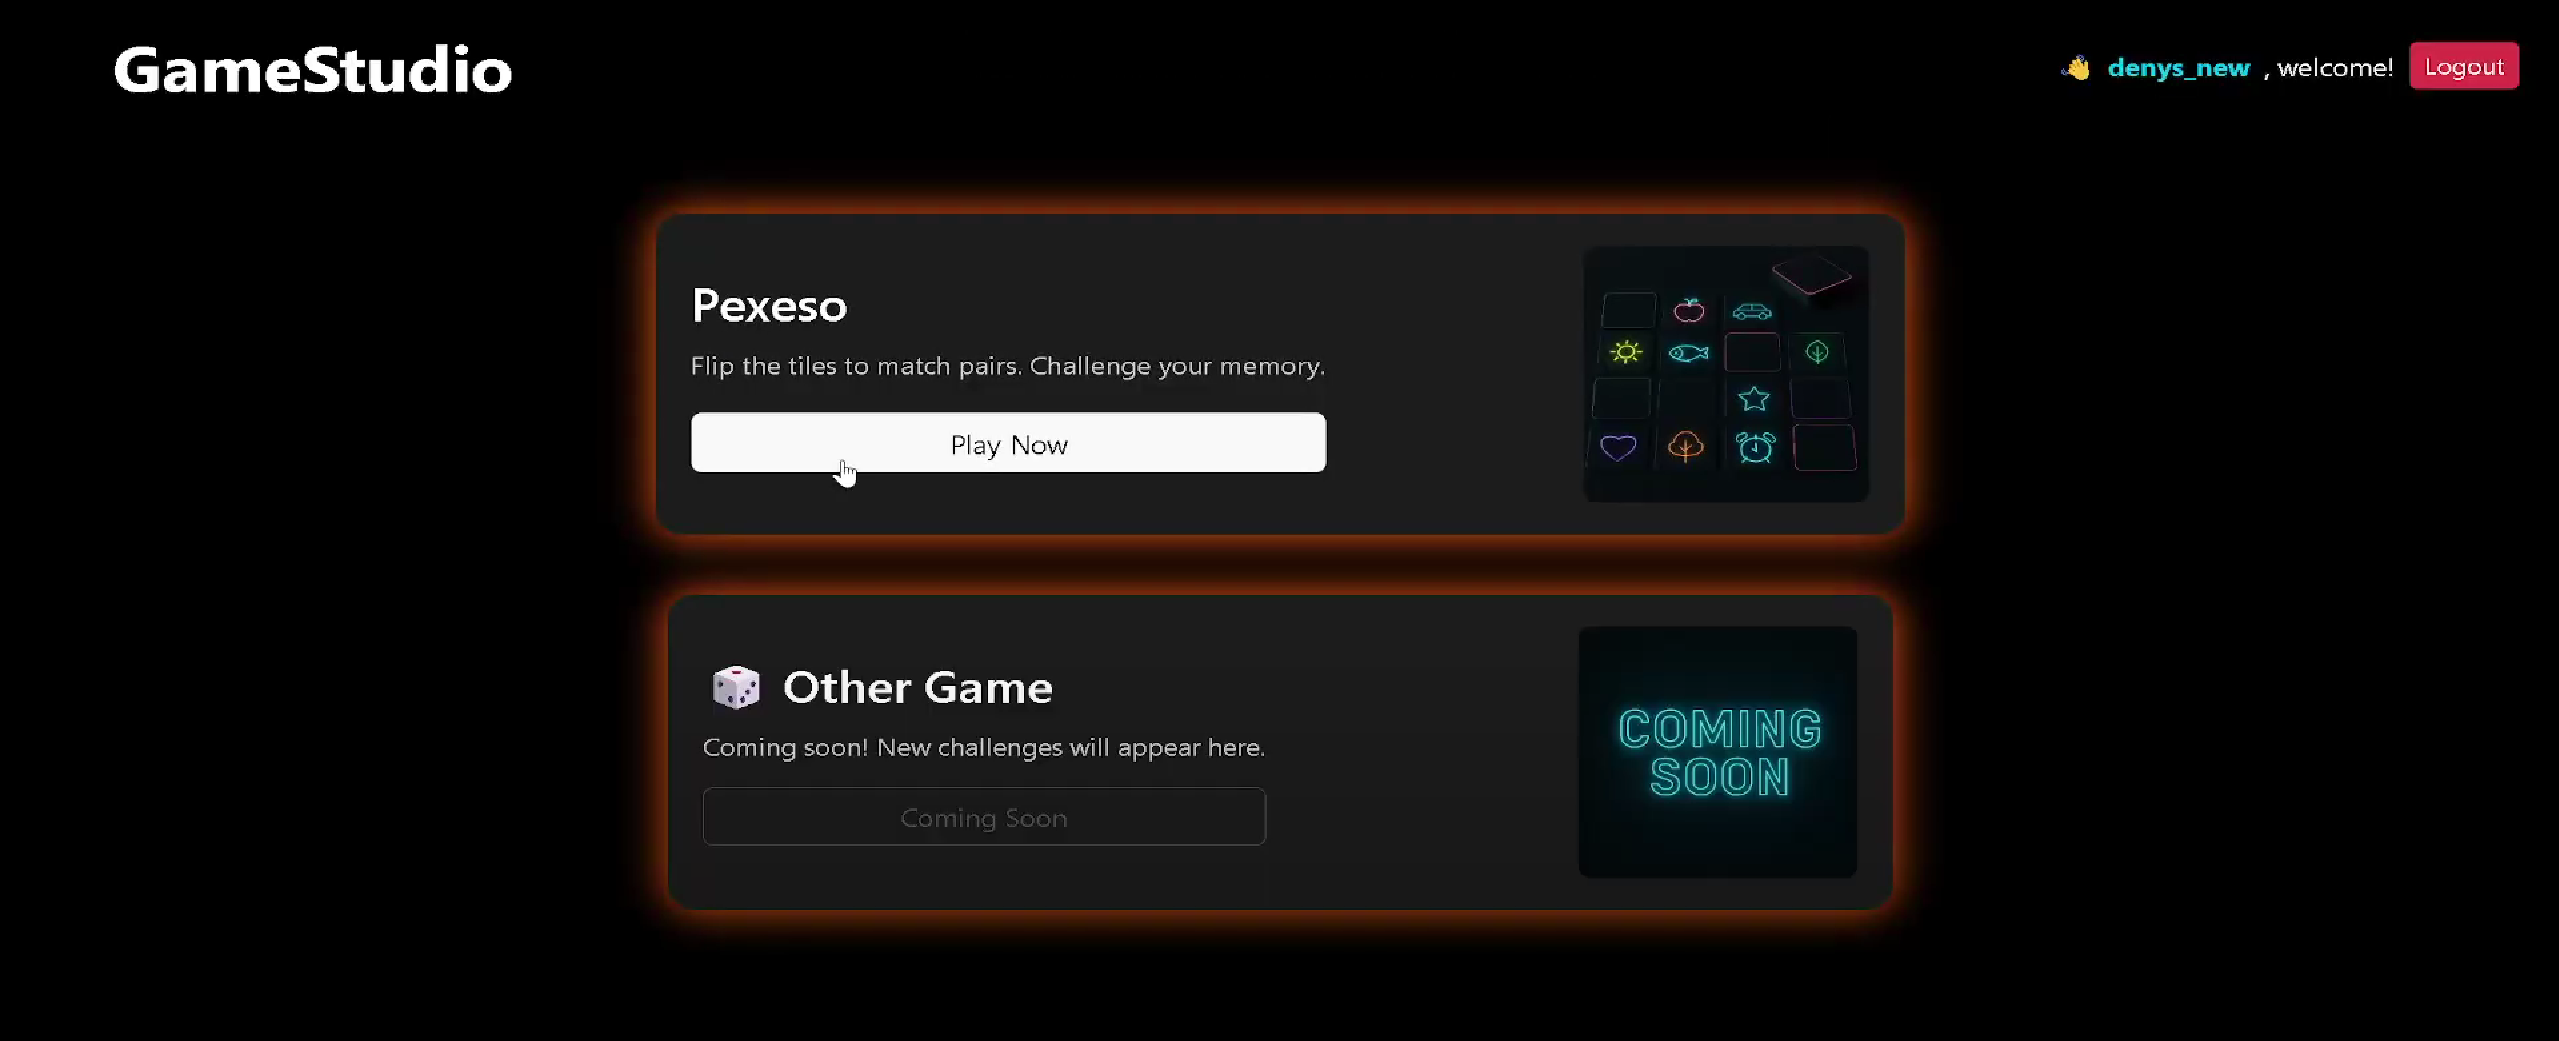 GameStudio
denys_new , welcome!
Logout
Pexeso
Flip the tiles to match pairs. Challenge your memory.
Play Now
Other Game
Coming soon! New challenges will appear here.
Coming Soon
COMING
SOON